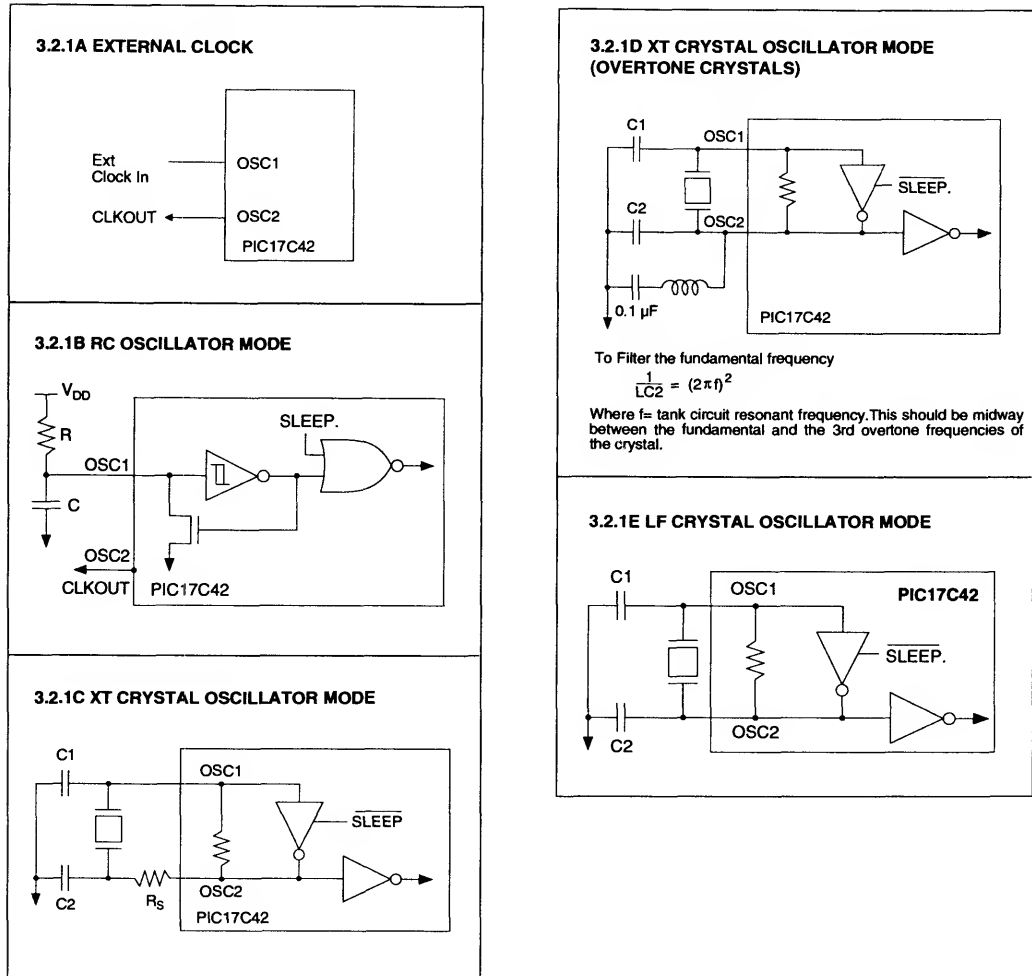 3.2.1A EXTERNAL CLOCK
Ext
Clock In
OSC1
CLKOUT
OSC2
PIC17C42
3.2.1B RC OSCILLATOR MODE
VDD
R
OSC1
C
SLEEP.
OSC2
CLKOUT
PIC17C42
3.2.1C XT CRYSTAL OSCILLATOR MODE
C1
OSC1
SLEEP
C2
RS
OSC2
PIC17C42
3.2.1D XT CRYSTAL OSCILLATOR MODE
(OVERTONE CRYSTALS)
C1
OSC1
SLEEP.
C2
OSC2
0.1 µF
PIC17C42
To Filter the fundamental frequency
1/LC2 = (2πf)²
Where f= tank circuit resonant frequency.This should be midway
between the fundamental and the 3rd overtone frequencies of
the crystal.
3.2.1E LF CRYSTAL OSCILLATOR MODE
C1
OSC1
PIC17C42
SLEEP.
C2
OSC2